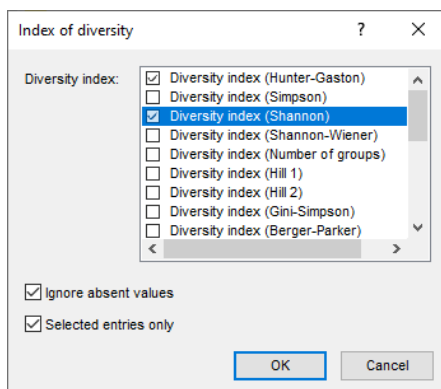 Index of diversity
Diversity index:
Diversity index (Hunter-Gaston)
Diversity index (Simpson)
Diversity index (Shannon)
Diversity index (Shannon-Wiener)
Diversity index (Number of groups)
Diversity index (Hill 1)
Diversity index (Hill 2)
Diversity index (Gini-Simpson)
Diversity index (Berger-Parker)
Ignore absent values
Selected entries only
OK Cancel